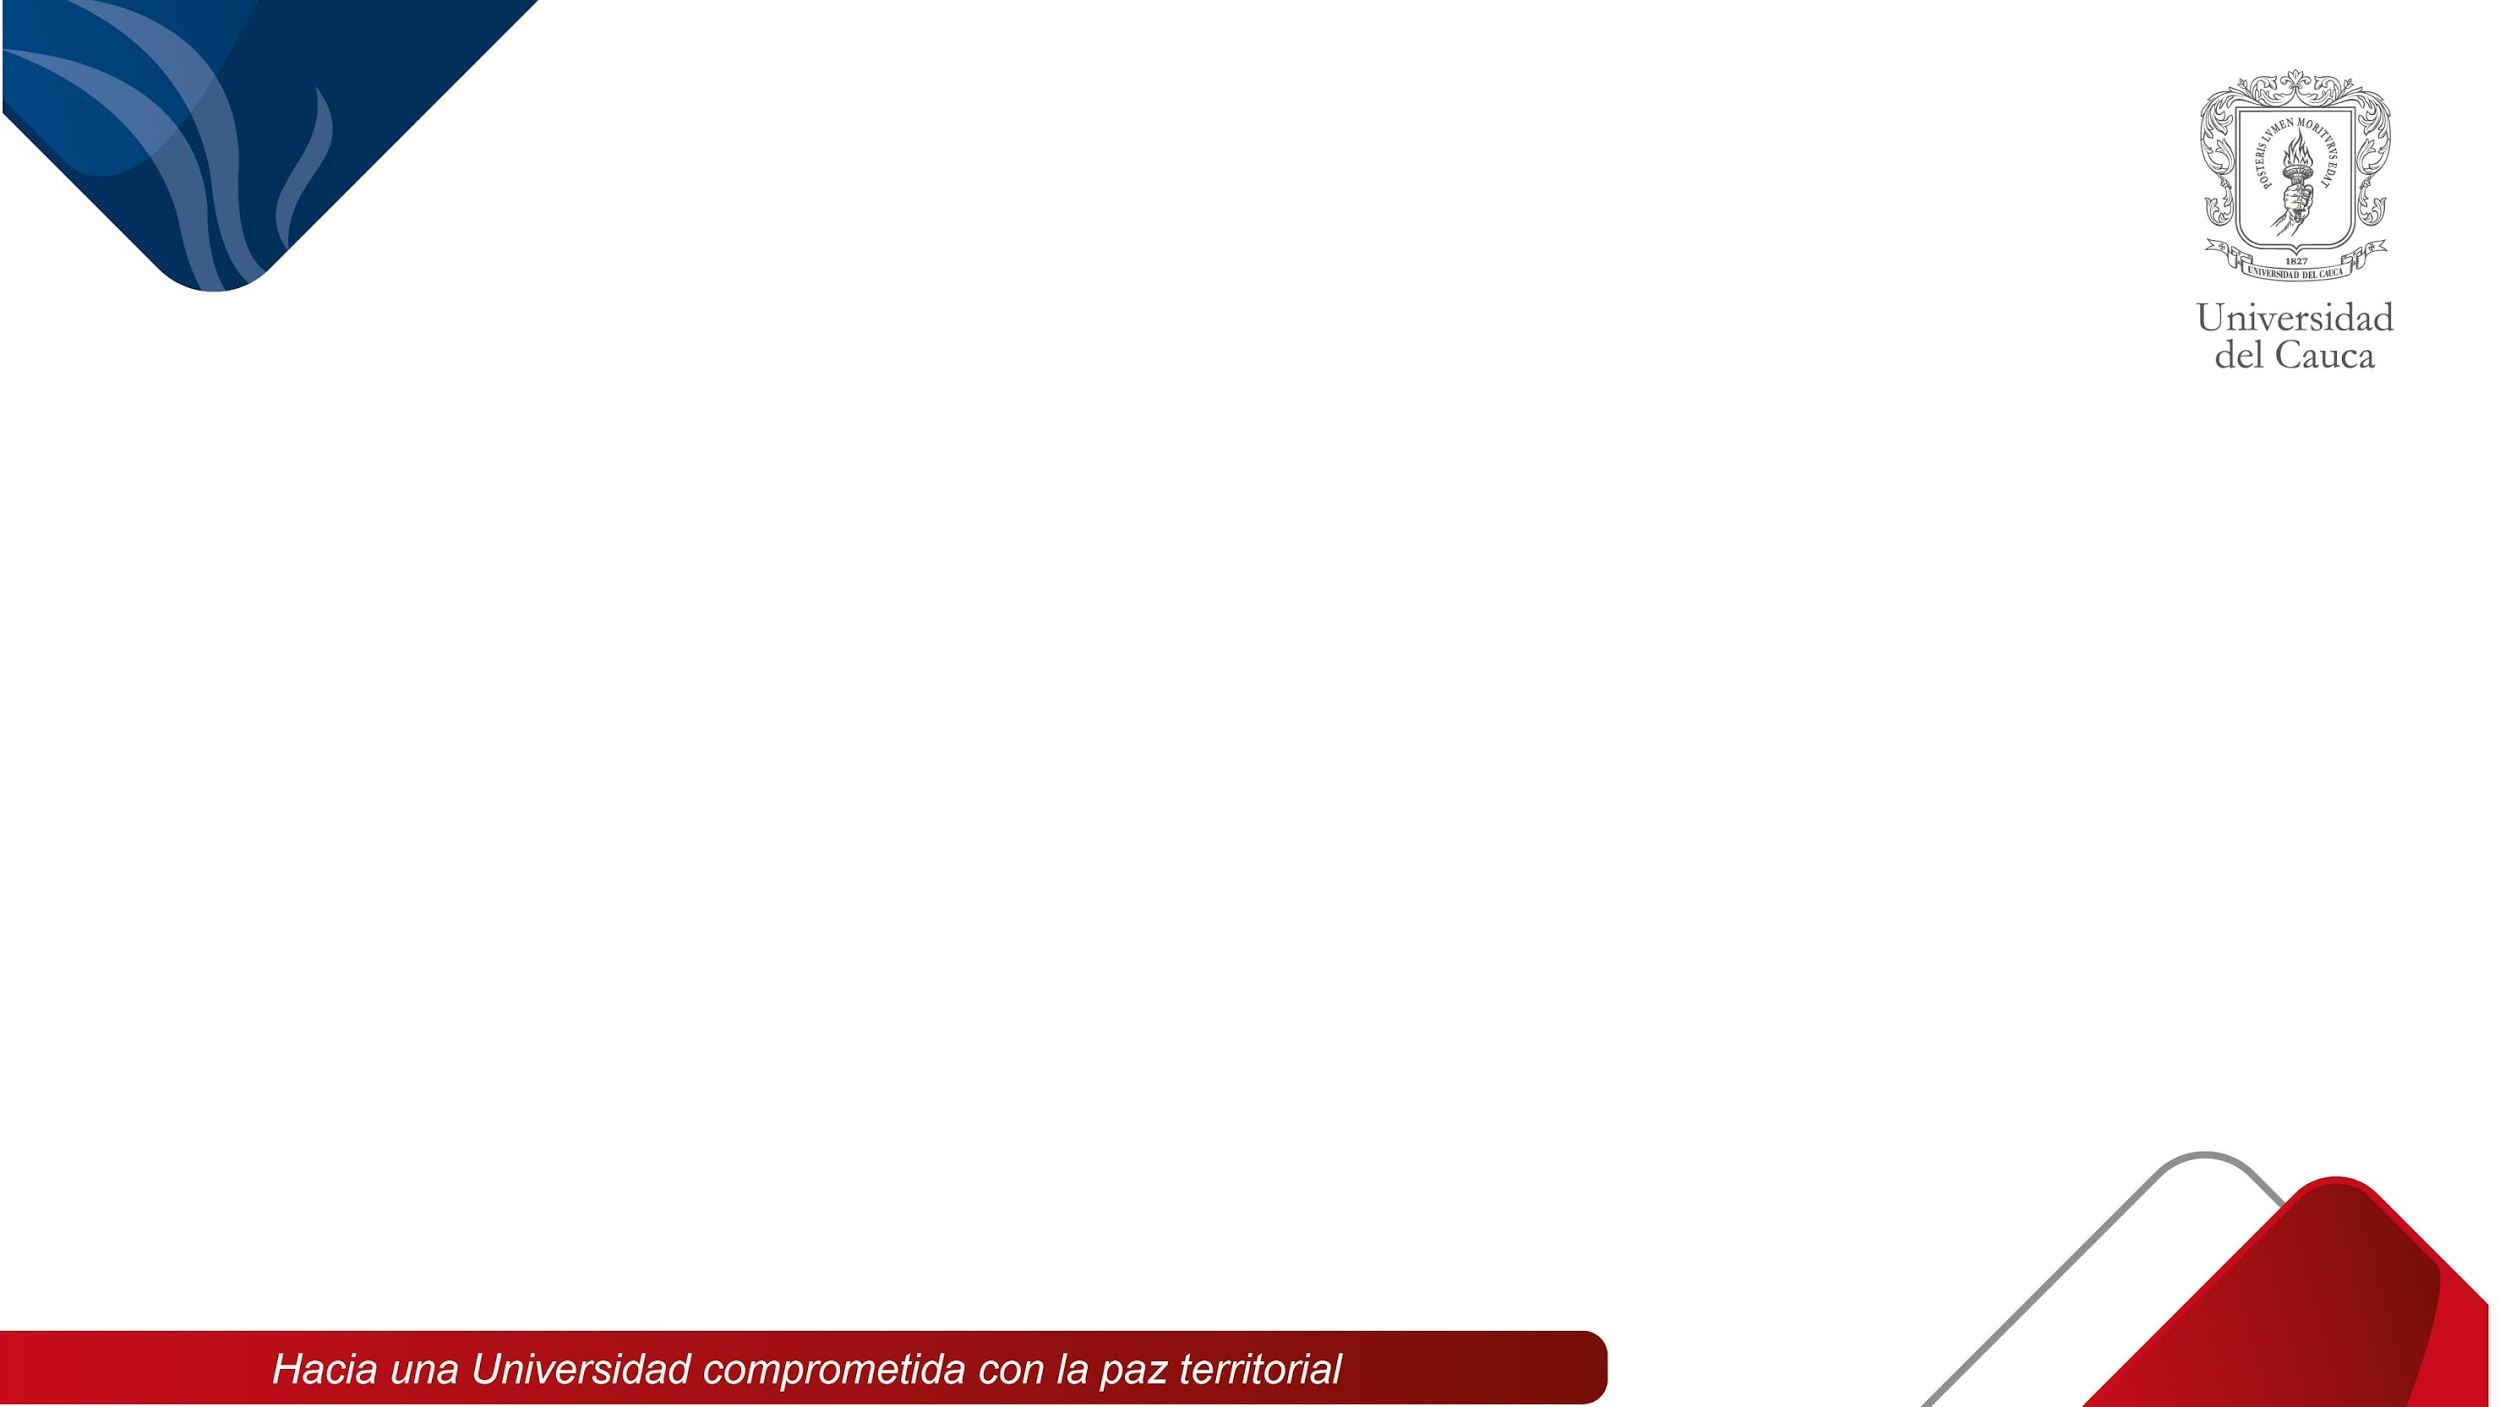 POSTERIS LVMEN MORITVRVS EDAT
1827
UNIVERSIDAD DEL CAUCA
Universidad
del Cauca
Hacia una Universidad comprometida con la paz territorial